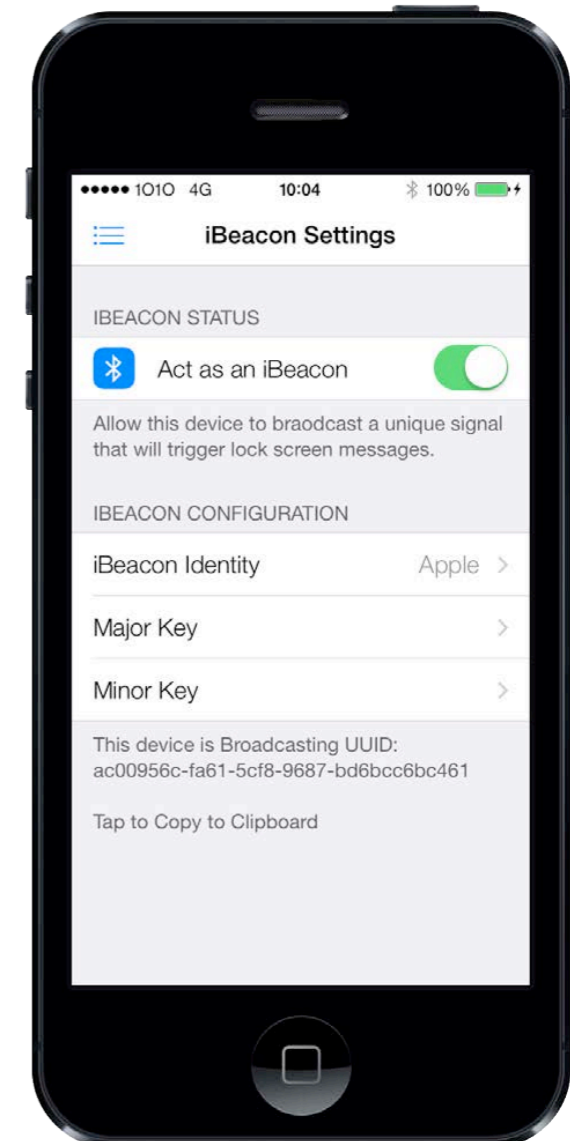 1O1O 4G 10:04 100%
iBeacon Settings
IBEACON STATUS
Act as an iBeacon
Allow this device to braodcast a unique signal
that will trigger lock screen messages.
IBEACON CONFIGURATION
iBeacon Identity Apple
Major Key
Minor Key
This device is Broadcasting UUID:
ac00956c-fa61-5cf8-9687-bd6bcc6bc461
Tap to Copy to Clipboard